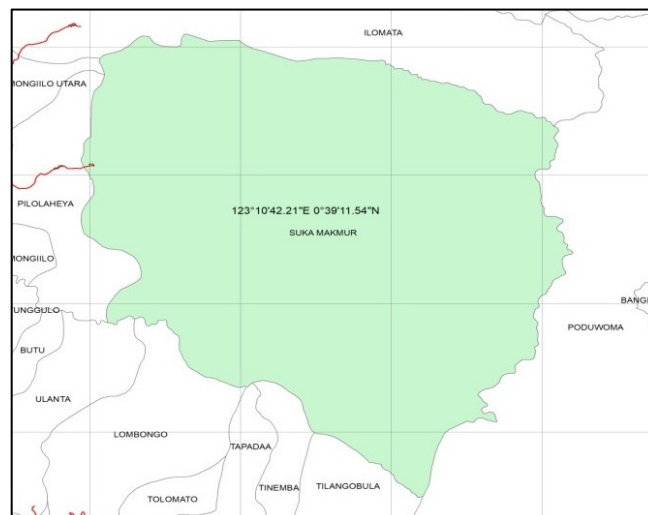 ILOMATA
MONGIILO UTARA
PILOLAHEYA
123°10'42.21"E 0°39'11.54"N
SUKA MAKMUR
MONGIILO
BANGI
UNGGULO
PODUWOMA
BUTU
ULANTA
LOMBONGO
TAPADAA
TINEMBA
TILANGOBULA
TOLOMATO